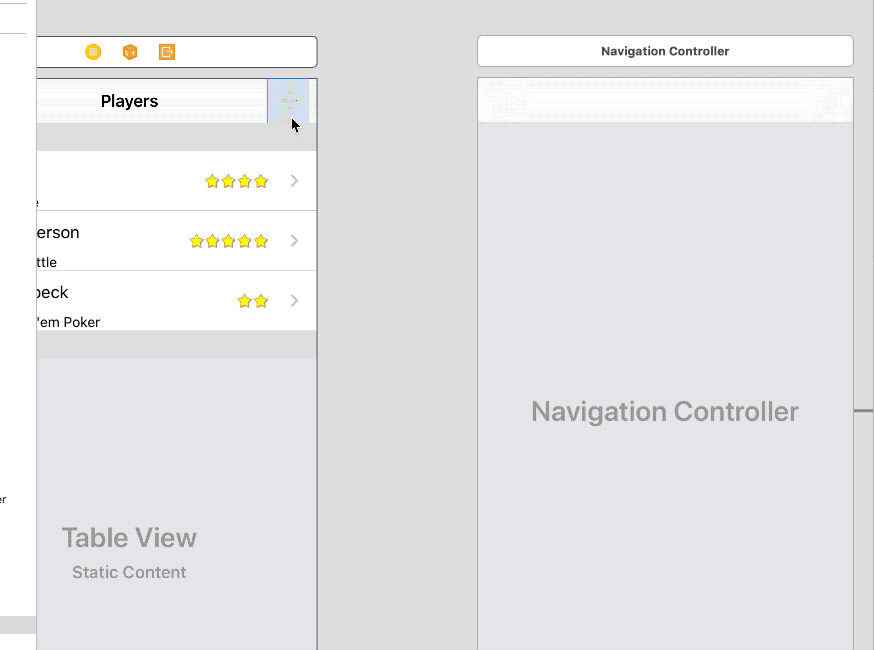 Navigation Controller
Players
e
erson
ttle
beck
'em Poker
er
Navigation Controller
Table View
Static Content